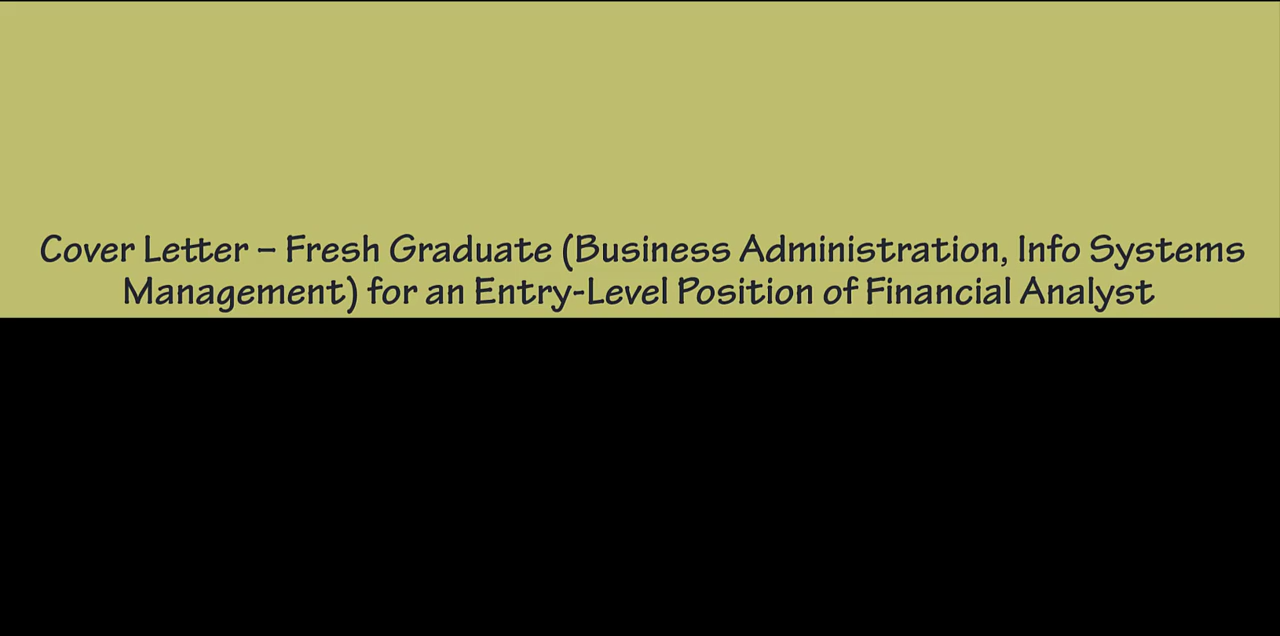 Cover Letter – Fresh Graduate (Business Administration, Info Systems
Management) for an Entry-Level Position of Financial Analyst